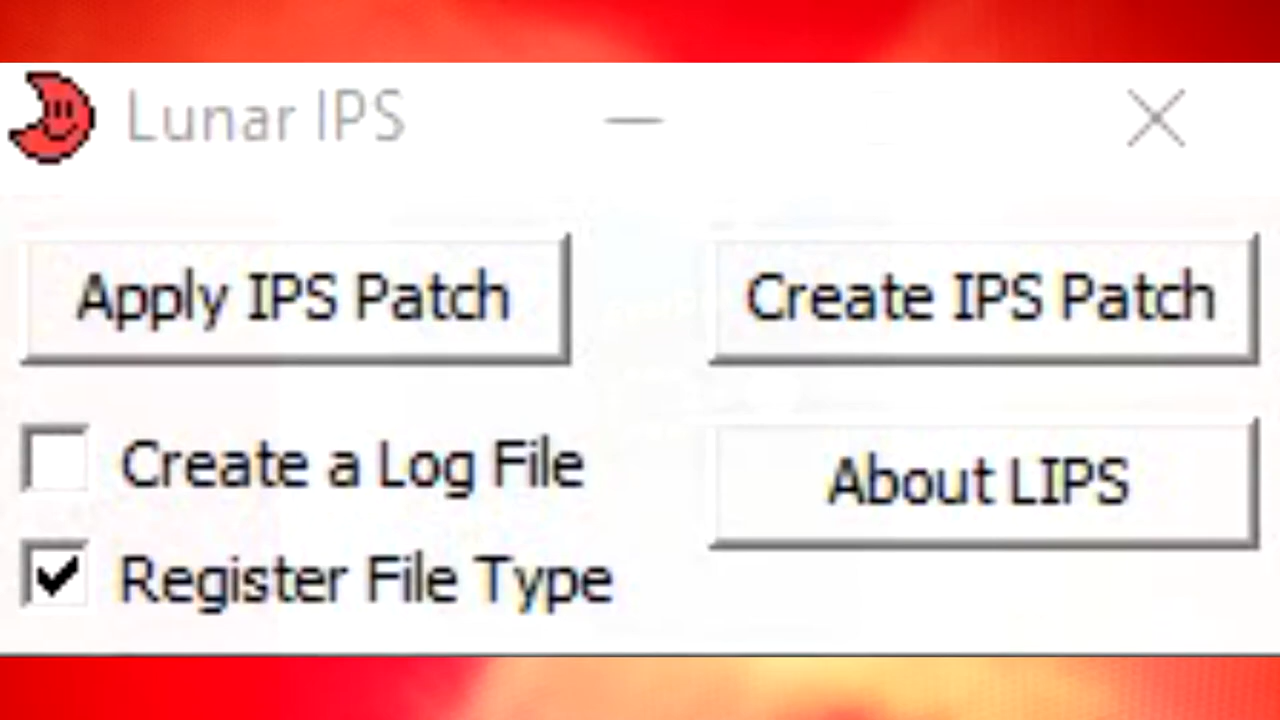 Lunar IPS
Apply IPS Patch
Create IPS Patch
Create a Log File
About LIPS
Register File Type